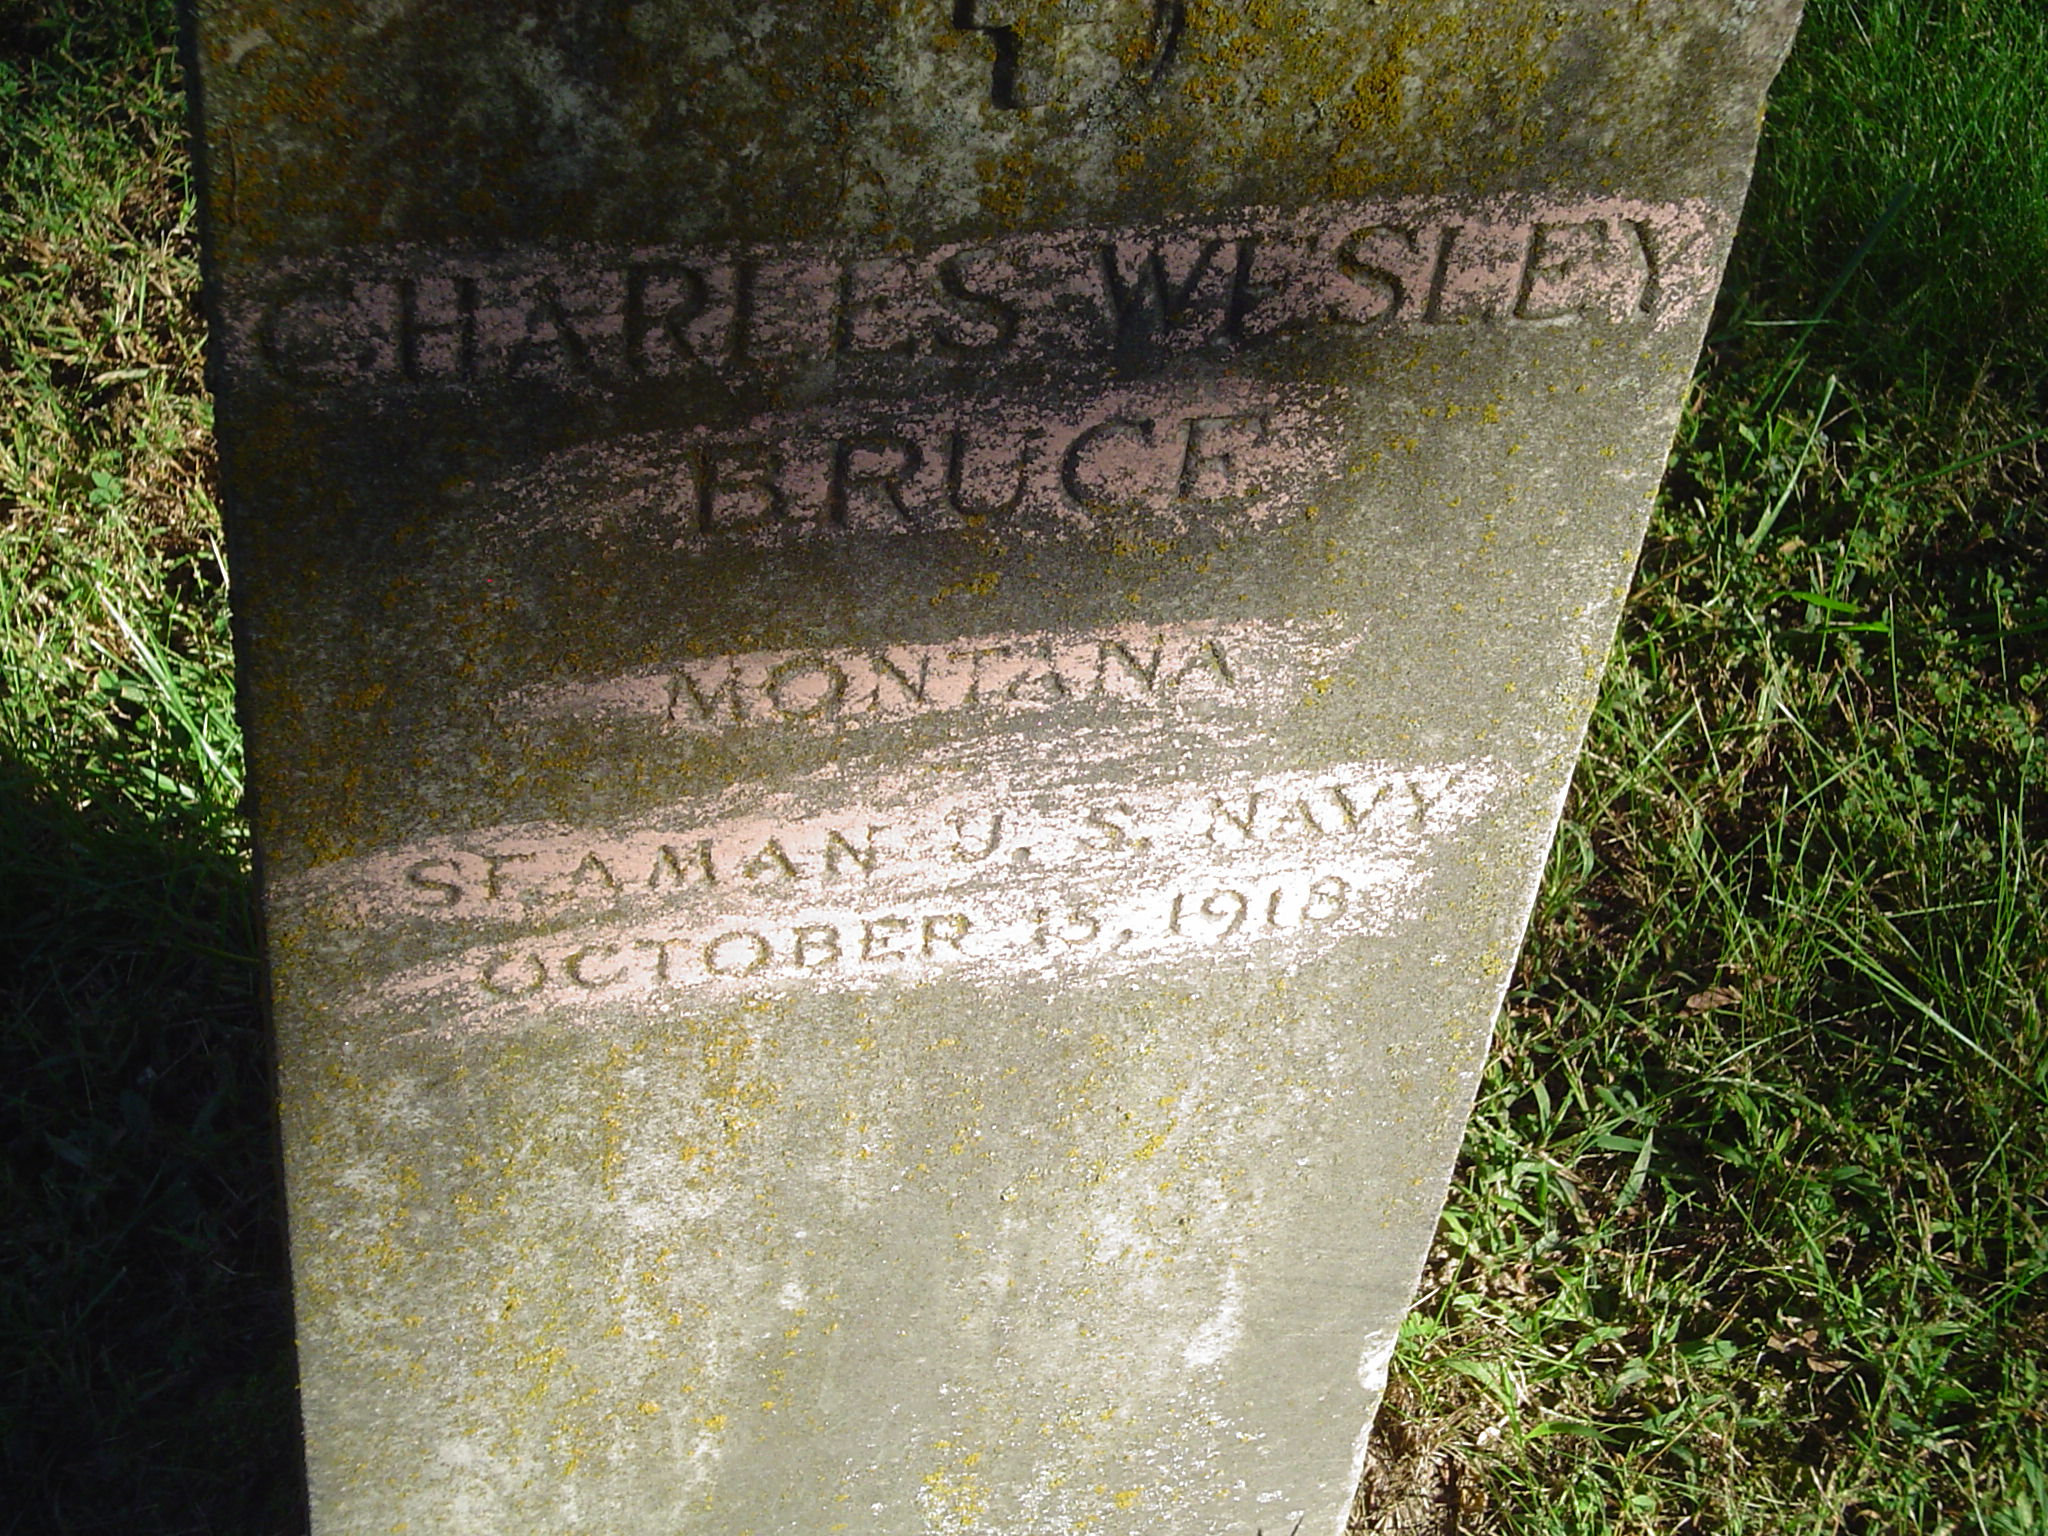 CHARLES WESLEY
BRUCE
MONTANA
SEAMAN U. S. NAVY
OCTOBER 15, 1918